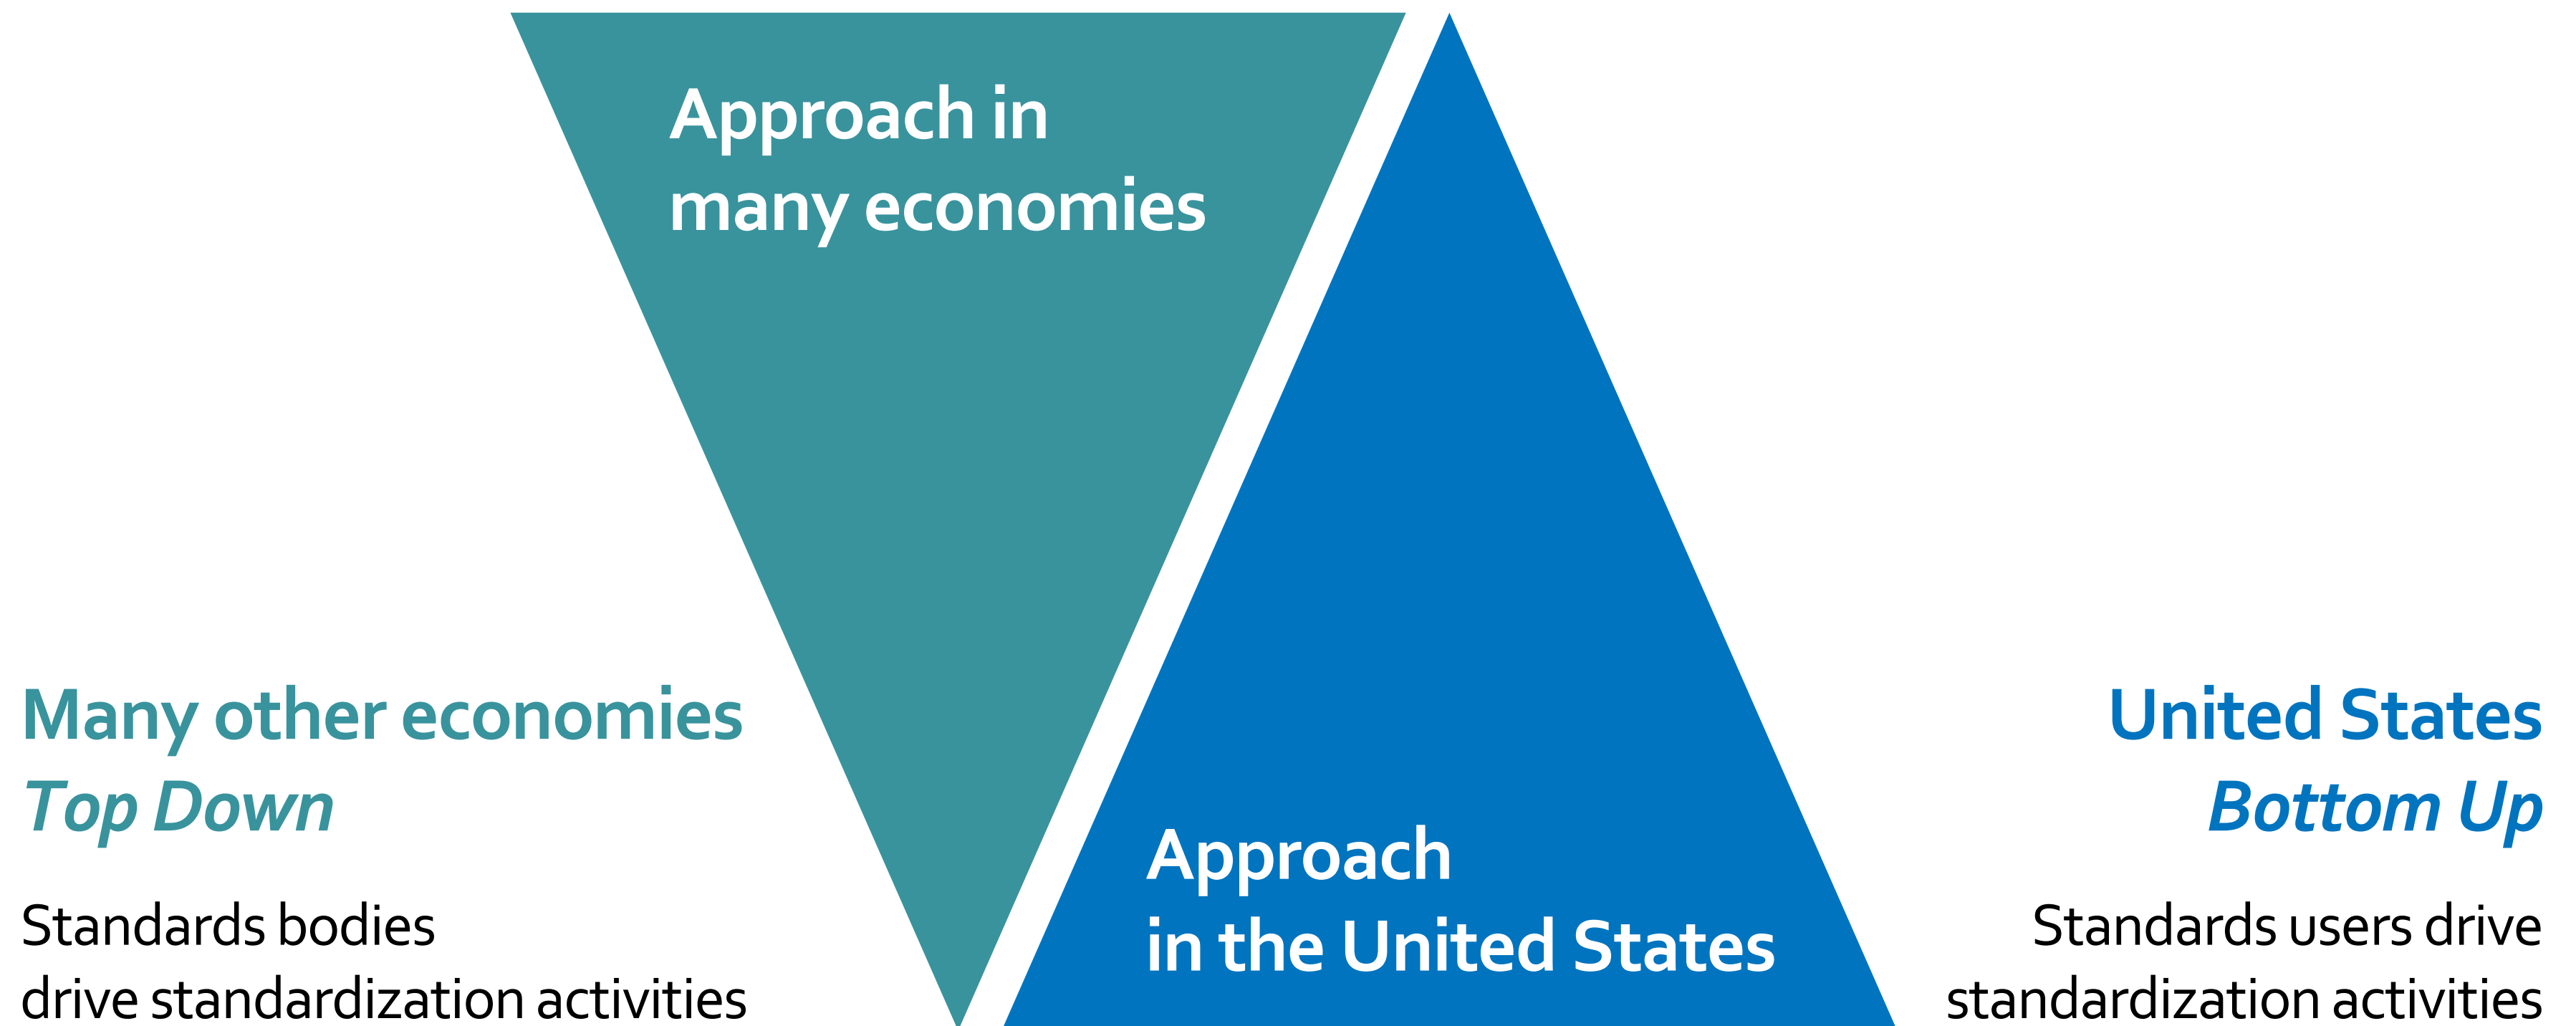 Approach in
many economies
Many other economies
Top Down
Standards bodies
drive standardization activities
Approach
in the United States
United States
Bottom Up
Standards users drive
standardization activities